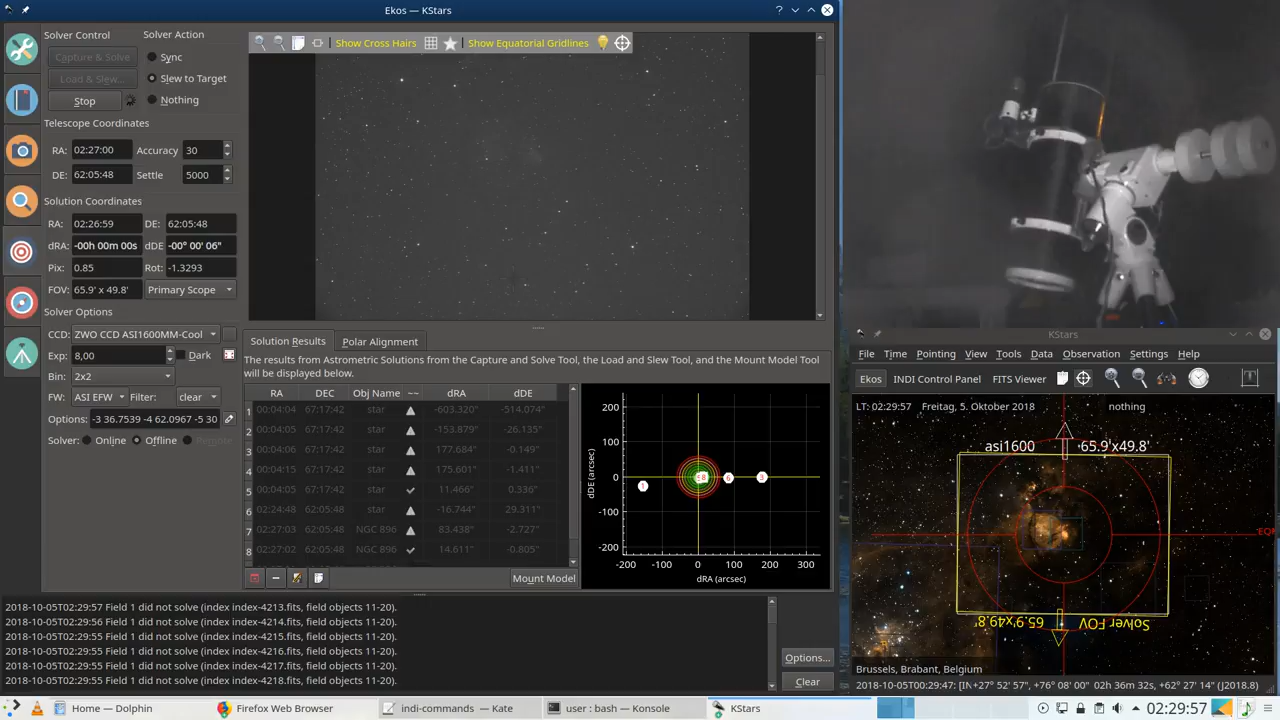 Ekos — KStars
Solver Control
Solver Action
Capture & Solve
Sync
Load & Slew...
Slew to Target
Stop
Nothing
Telescope Coordinates
RA: 02:27:00 Accuracy 30
DE: 62:05:48 Settle 5000
Solution Coordinates
RA: 02:26:59 DE: 62:05:48
dRA: -00h 00m 00s dDE -00° 00' 06"
Pix: 0.85 Rot: -1.3293
FOV: 65.9' x 49.8' Primary Scope
Solver Options
CCD: ZWO CCD ASI1600MM-Cool
Exp: 8,00 Dark
Bin: 2x2
FW: ASI EFW Filter: clear
Options: -3 36.7539 -4 62.0967 -5 30
Solver: Online Offline Remote
Show Cross Hairs
Show Equatorial Gridlines
Solution Results
Polar Alignment
The results from Astrometric Solutions from the Capture and Solve Tool, the Load and Slew Tool, and the Mount Model Tool
will be displayed below.
RA DEC Obj Name ~~ dRA dDE
1 00:04:04 67:17:42 star -603.320" -514.074"
2 00:04:05 67:17:42 star -153.879" -26.135"
3 00:04:06 67:17:42 star 177.684" -0.149"
4 00:04:15 67:17:42 star 175.601" -1.411"
5 00:04:05 67:17:42 star 11.466" 0.336"
6 02:24:48 62:05:48 star -16.744" 29.311"
7 02:27:03 62:05:48 NGC 896 83.438" -2.727"
8 02:27:02 62:05:48 NGC 896 14.611" -0.805"
Mount Model
dDE (arcsec)
200
100
0
-100
-200
-200 -100 0 100 200 300
dRA (arcsec)
2018-10-05T02:29:57 Field 1 did not solve (index index-4213.fits, field objects 11-20).
2018-10-05T02:29:56 Field 1 did not solve (index index-4214.fits, field objects 11-20).
2018-10-05T02:29:55 Field 1 did not solve (index index-4215.fits, field objects 11-20).
2018-10-05T02:29:55 Field 1 did not solve (index index-4216.fits, field objects 11-20).
2018-10-05T02:29:55 Field 1 did not solve (index index-4217.fits, field objects 11-20).
2018-10-05T02:29:55 Field 1 did not solve (index index-4218.fits, field objects 11-20).
Options...
Clear
KStars
File Time Pointing View Tools Data Observation Settings Help
Ekos INDI Control Panel FITS Viewer
LT: 02:29:57 Freitag, 5. Oktober 2018 nothing
asi1600 65.9'x49.8'
Solver FOV 65.9'x49.8'
Brussels, Brabant, Belgium
2018-10-05T00:29:47: [IN +27° 52' 57", +76° 08' 00" 02h 36m 32s, +62° 27' 14" (J2018.8)
Home — Dolphin
Firefox Web Browser
indi-commands — Kate
user : bash — Konsole
KStars
02:29:57